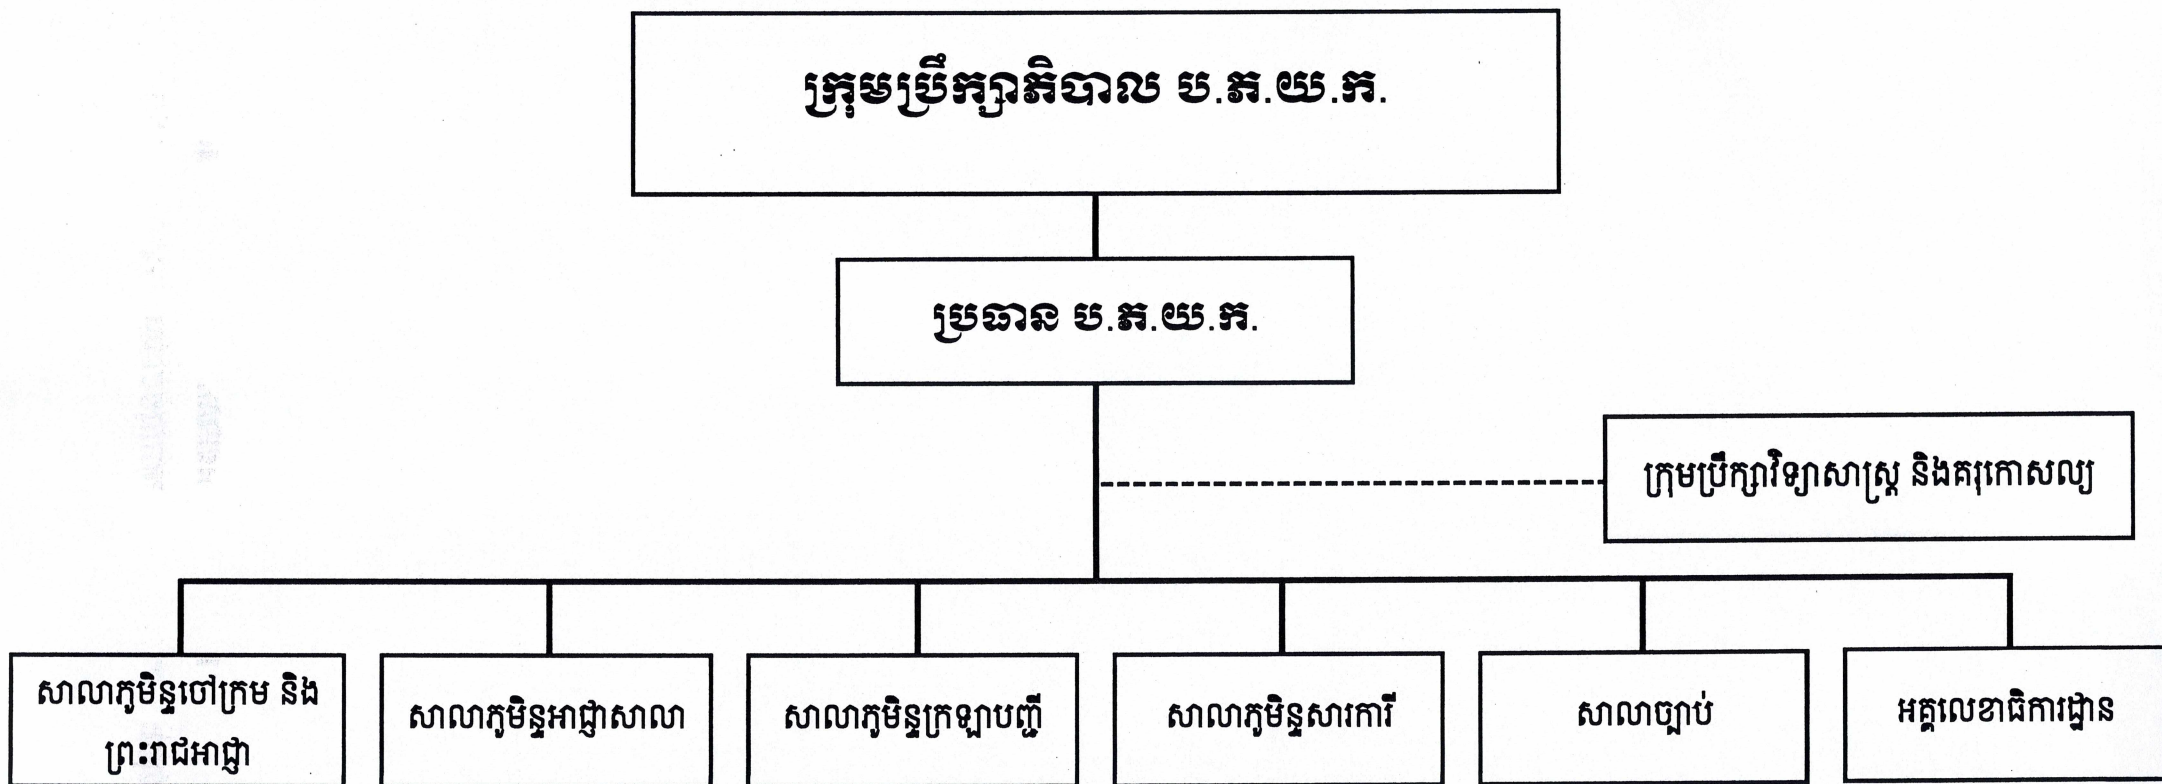 ក្រុមប្រឹក្សាភិបាល ប.ភ.យ.ក.
ប្រធាន ប.ភ.យ.ក.
ក្រុមប្រឹក្សាវិទ្យាសាស្ត្រ និងគរុកោសល្យ
សាលាភូមិន្ទចៅក្រម និង
ព្រះរាជអាជ្ញា
សាលាភូមិន្ទអាជ្ញាសាលា
សាលាភូមិន្ទក្រឡាបញ្ជី
សាលាភូមិន្ទសារការី
សាលាច្បាប់
អគ្គលេខាធិការដ្ឋាន